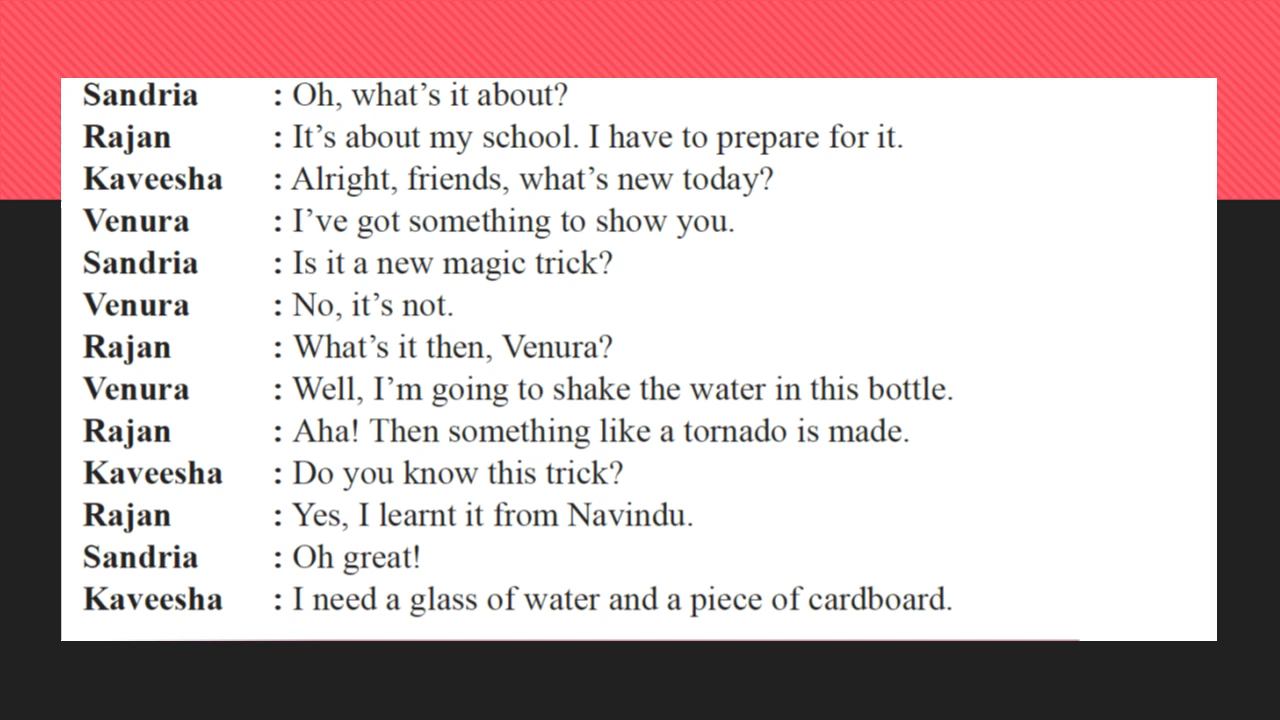 Sandria : Oh, what’s it about?
Rajan : It’s about my school. I have to prepare for it.
Kaveesha : Alright, friends, what’s new today?
Venura : I’ve got something to show you.
Sandria : Is it a new magic trick?
Venura : No, it’s not.
Rajan : What’s it then, Venura?
Venura : Well, I’m going to shake the water in this bottle.
Rajan : Aha! Then something like a tornado is made.
Kaveesha : Do you know this trick?
Rajan : Yes, I learnt it from Navindu.
Sandria : Oh great!
Kaveesha : I need a glass of water and a piece of cardboard.